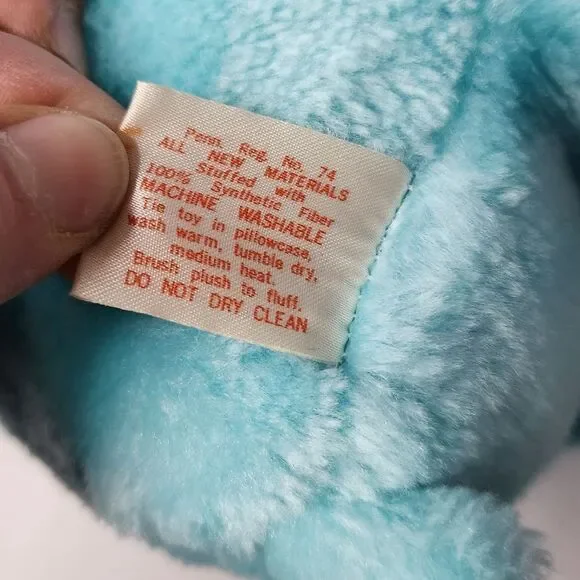 Penn. Reg. No. 74
ALL NEW MATERIALS
Stuffed with
100% Synthetic Fiber
MACHINE WASHABLE
Tie toy in pillowcase,
wash warm, tumble dry,
medium heat.
Brush plush to fluff.
DO NOT DRY CLEAN